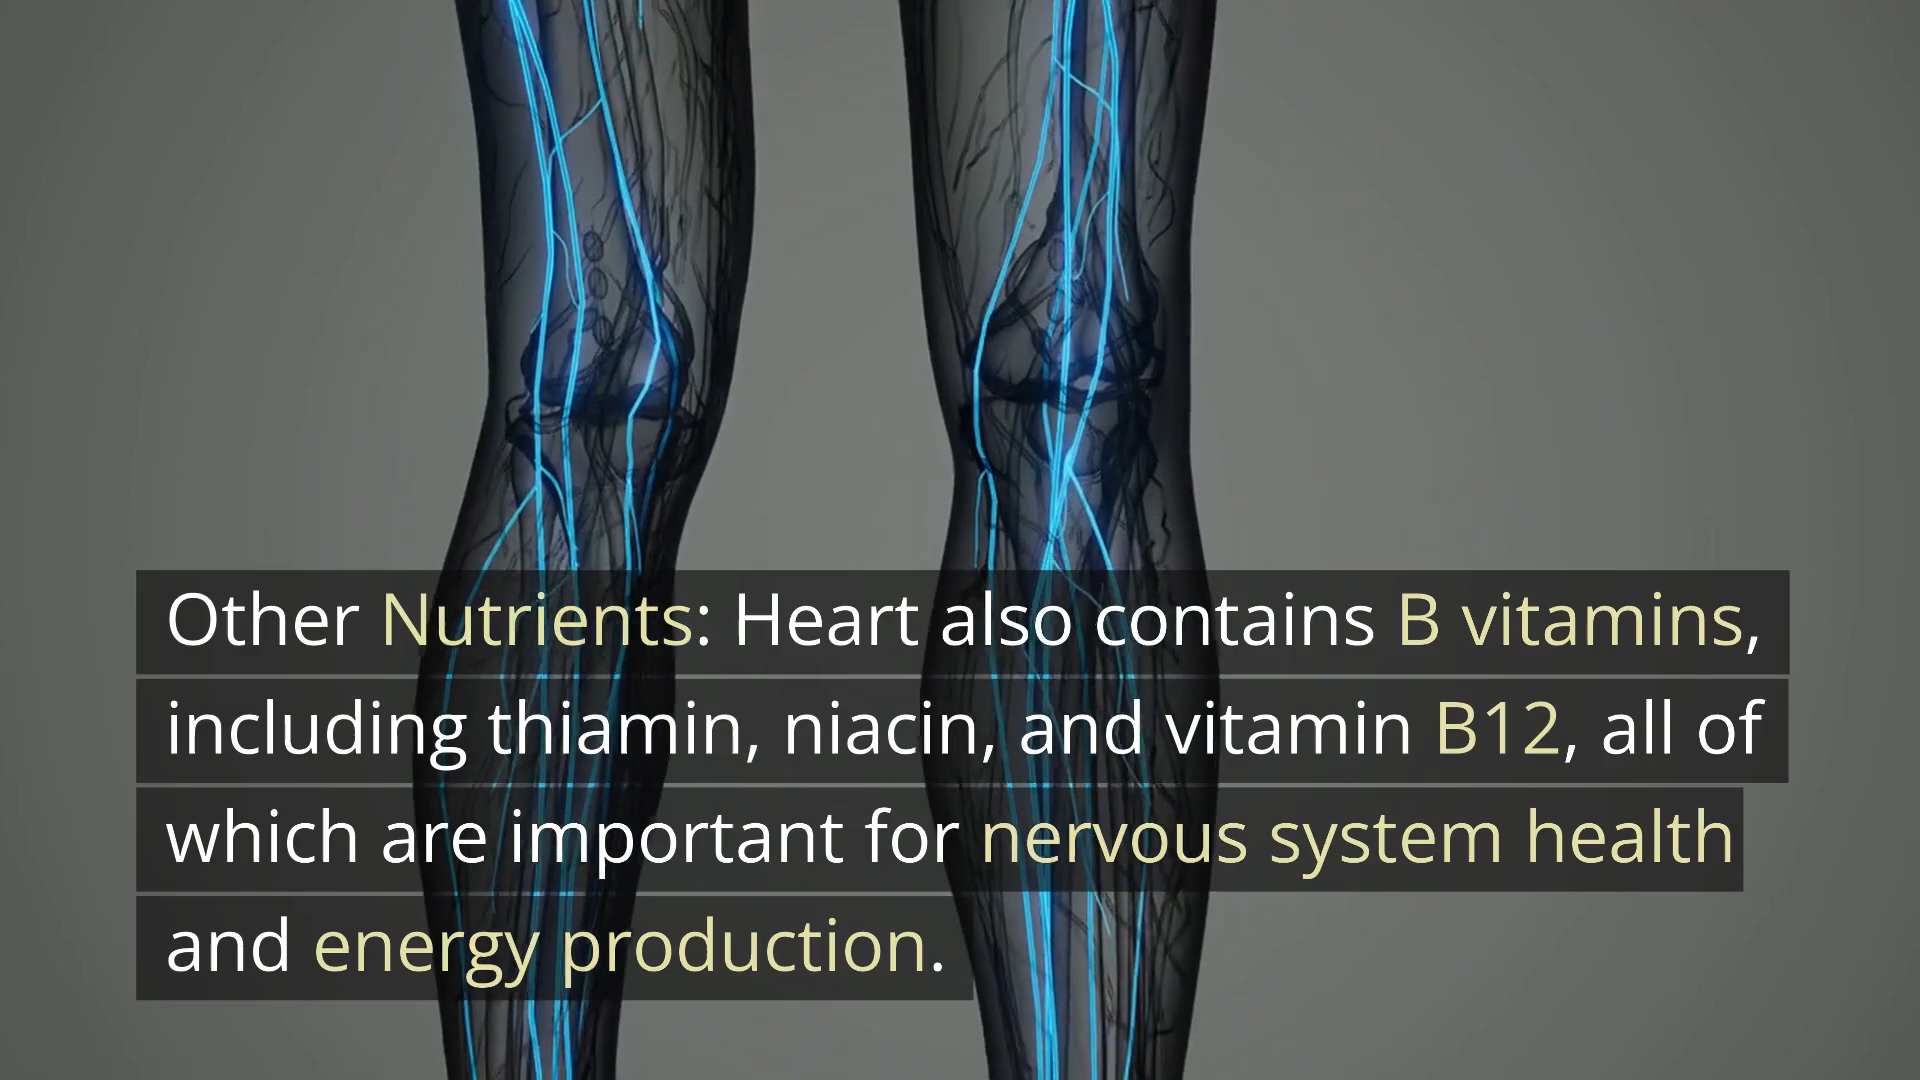 Other Nutrients: Heart also contains B vitamins,
including thiamin, niacin, and vitamin B12, all of
which are important for nervous system health
and energy production.